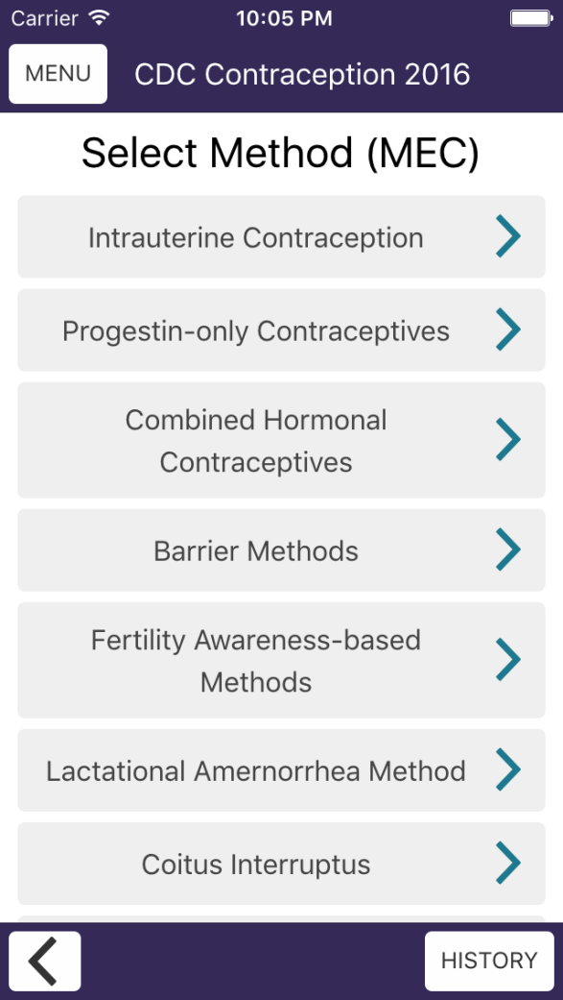 Carrier 10:05 PM
MENU CDC Contraception 2016
Select Method (MEC)
Intrauterine Contraception
Progestin-only Contraceptives
Combined Hormonal
Contraceptives
Barrier Methods
Fertility Awareness-based
Methods
Lactational Amernorrhea Method
Coitus Interruptus
HISTORY